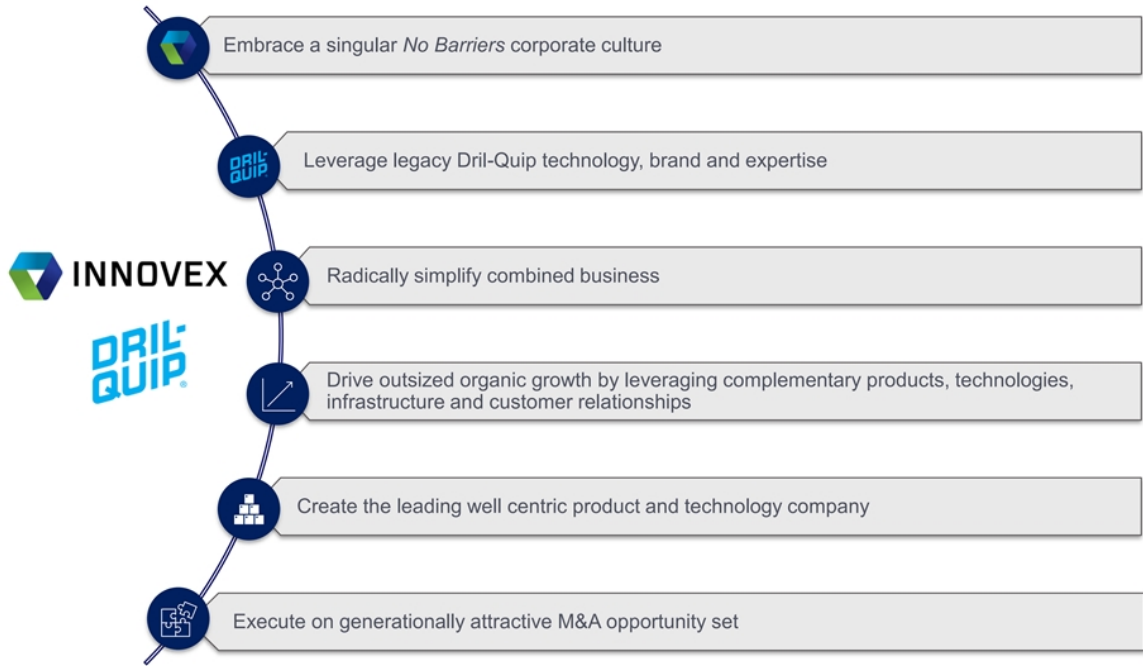 Embrace a singular No Barriers corporate culture
DRIL-
QUIP
Leverage legacy Dril-Quip technology, brand and expertise
INNOVEX
DRIL-
QUIP®
Radically simplify combined business
Drive outsized organic growth by leveraging complementary products, technologies,
infrastructure and customer relationships
Create the leading well centric product and technology company
Execute on generationally attractive M&A opportunity set